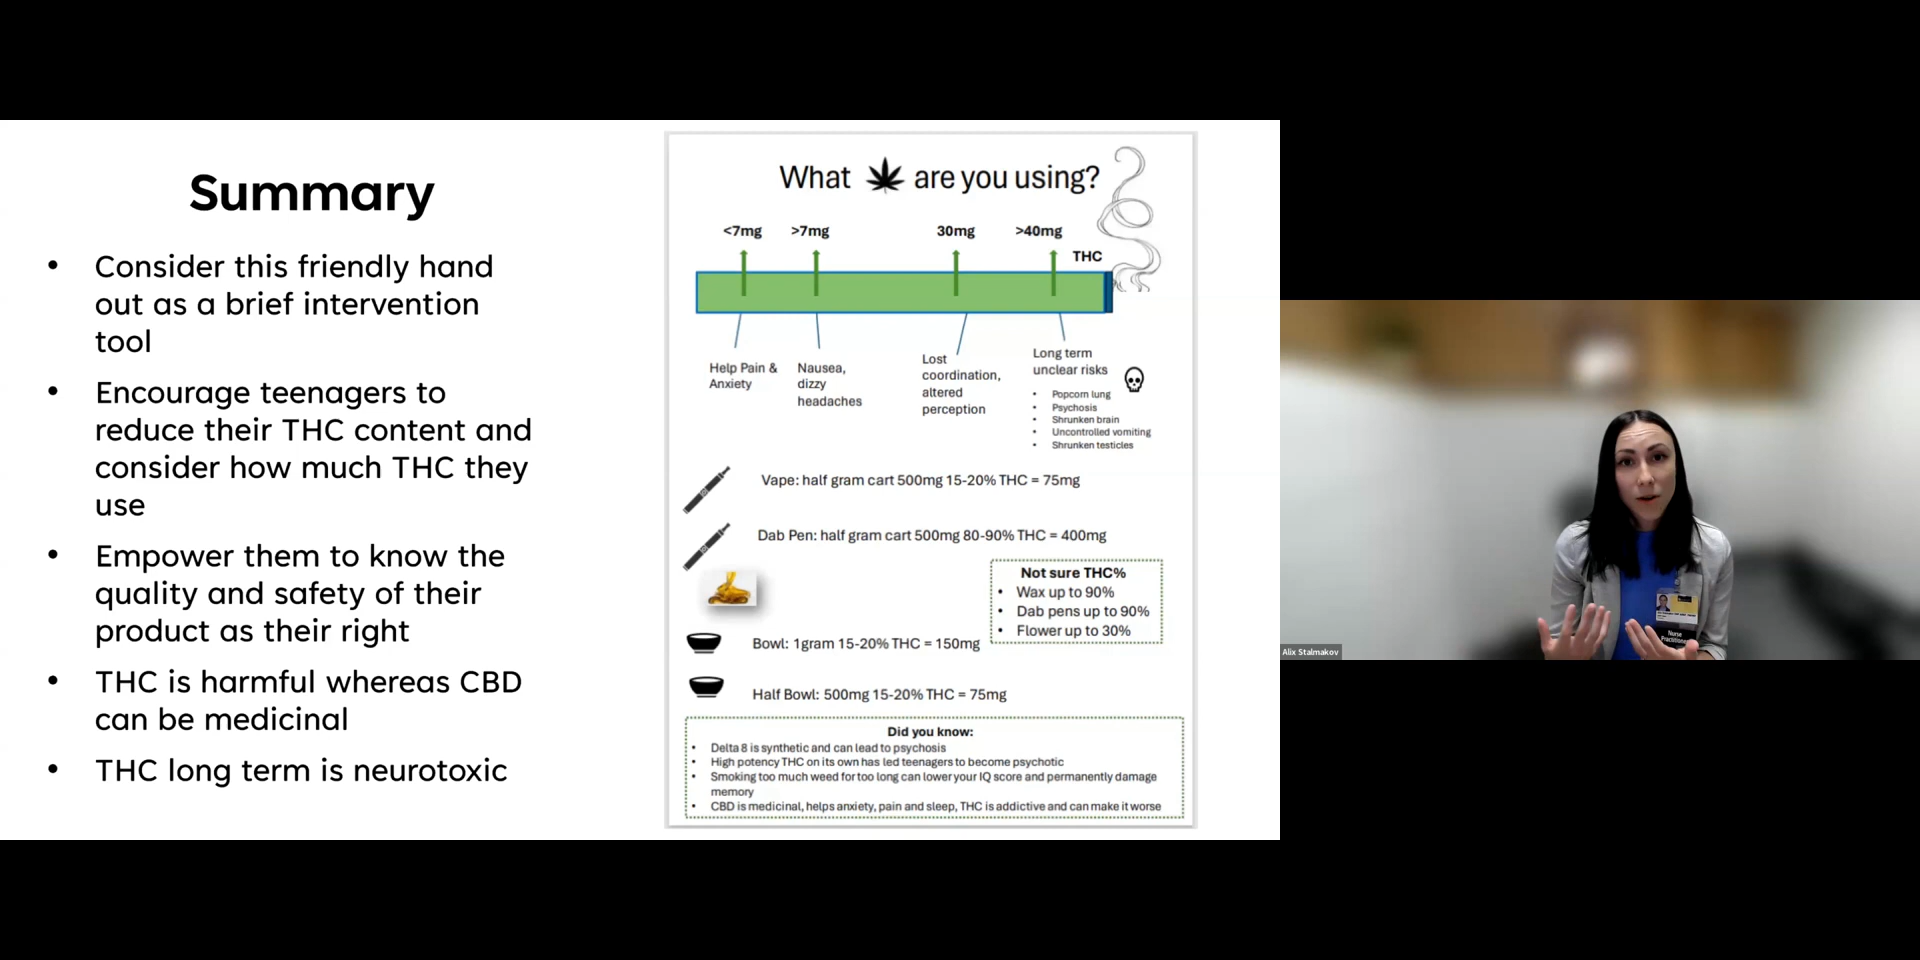 Summary
• Consider this friendly hand
out as a brief intervention
tool
• Encourage teenagers to
reduce their THC content and
consider how much THC they
use
• Empower them to know the
quality and safety of their
product as their right
• THC is harmful whereas CBD
can be medicinal
• THC long term is neurotoxic
What are you using?
<7mg >7mg 30mg >40mg
THC
Help Pain &
Anxiety
Nausea,
dizzy
headaches
Lost
coordination,
altered
perception
Long term
unclear risks
• Popcorn lung
• Psychosis
• Shrunken brain
• Uncontrolled vomiting
• Shrunken testicles
Vape: half gram cart 500mg 15-20% THC = 75mg
Dab Pen: half gram cart 500mg 80-90% THC = 400mg
Not sure THC%
• Wax up to 90%
• Dab pens up to 90%
• Flower up to 30%
Bowl: 1gram 15-20% THC = 150mg
Half Bowl: 500mg 15-20% THC = 75mg
Did you know:
• Delta 8 is synthetic and can lead to psychosis
• High potency THC on its own has led teenagers to become psychotic
• Smoking too much weed for too long can lower your IQ score and permanently damage
memory
• CBD is medicinal, helps anxiety, pain and sleep, THC is addictive and can make it worse
Nurse
Practitioner
Alix Stalmakov